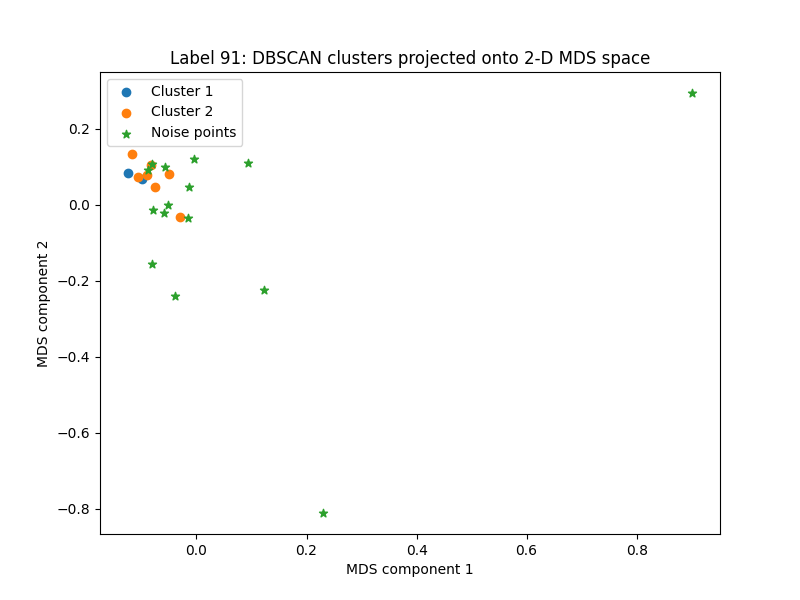 Label 91: DBSCAN clusters projected onto 2-D MDS space
Cluster 1
Cluster 2
Noise points
0.2
0.0
−0.2
−0.4
−0.6
−0.8
MDS component 2
0.0 0.2 0.4 0.6 0.8
MDS component 1